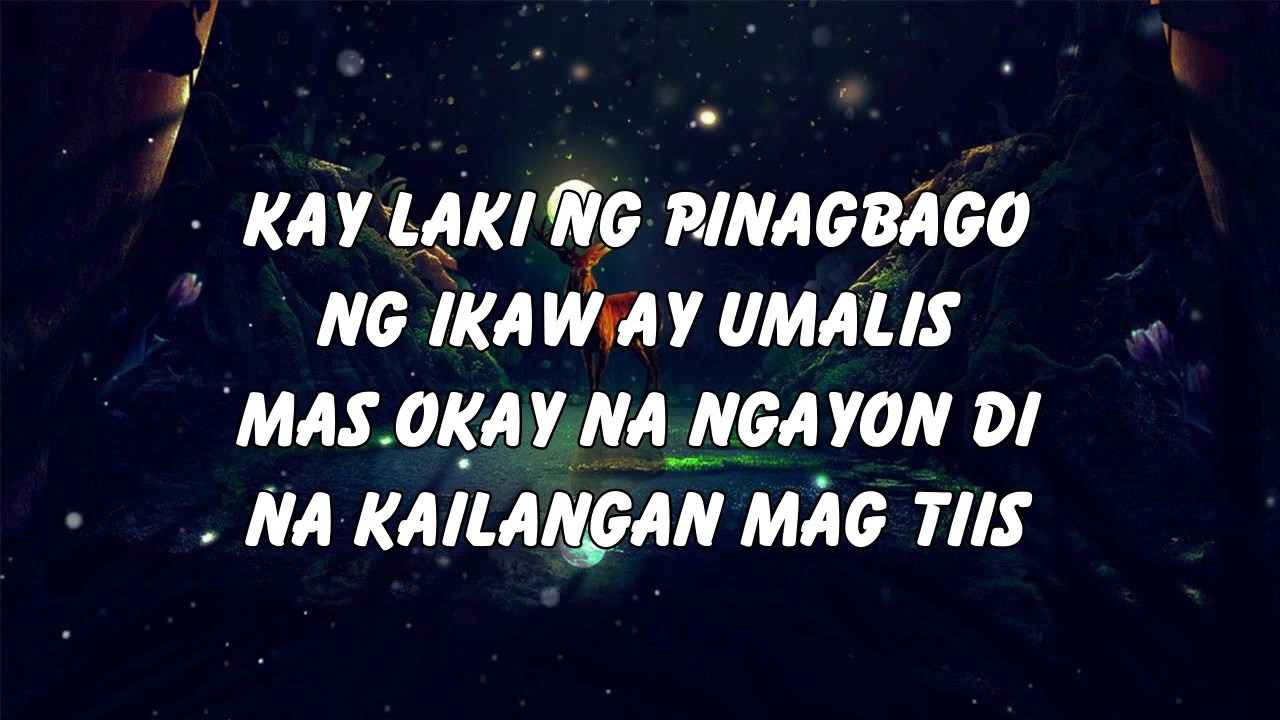 KAY LAKI NG PINAGBAGO
NG IKAW AY UMALIS
MAS OKAY NA NGAYON DI
NA KAILANGAN MAG TIIS